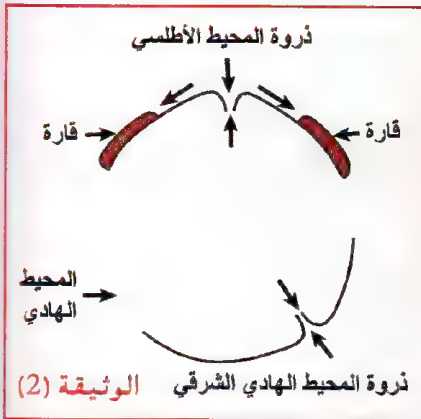 ذروة المحيط الأطلسي
قارة
قارة
المحيط
الهادي
ذروة المحيط الهادي الشرقي
الوثيقة (2)